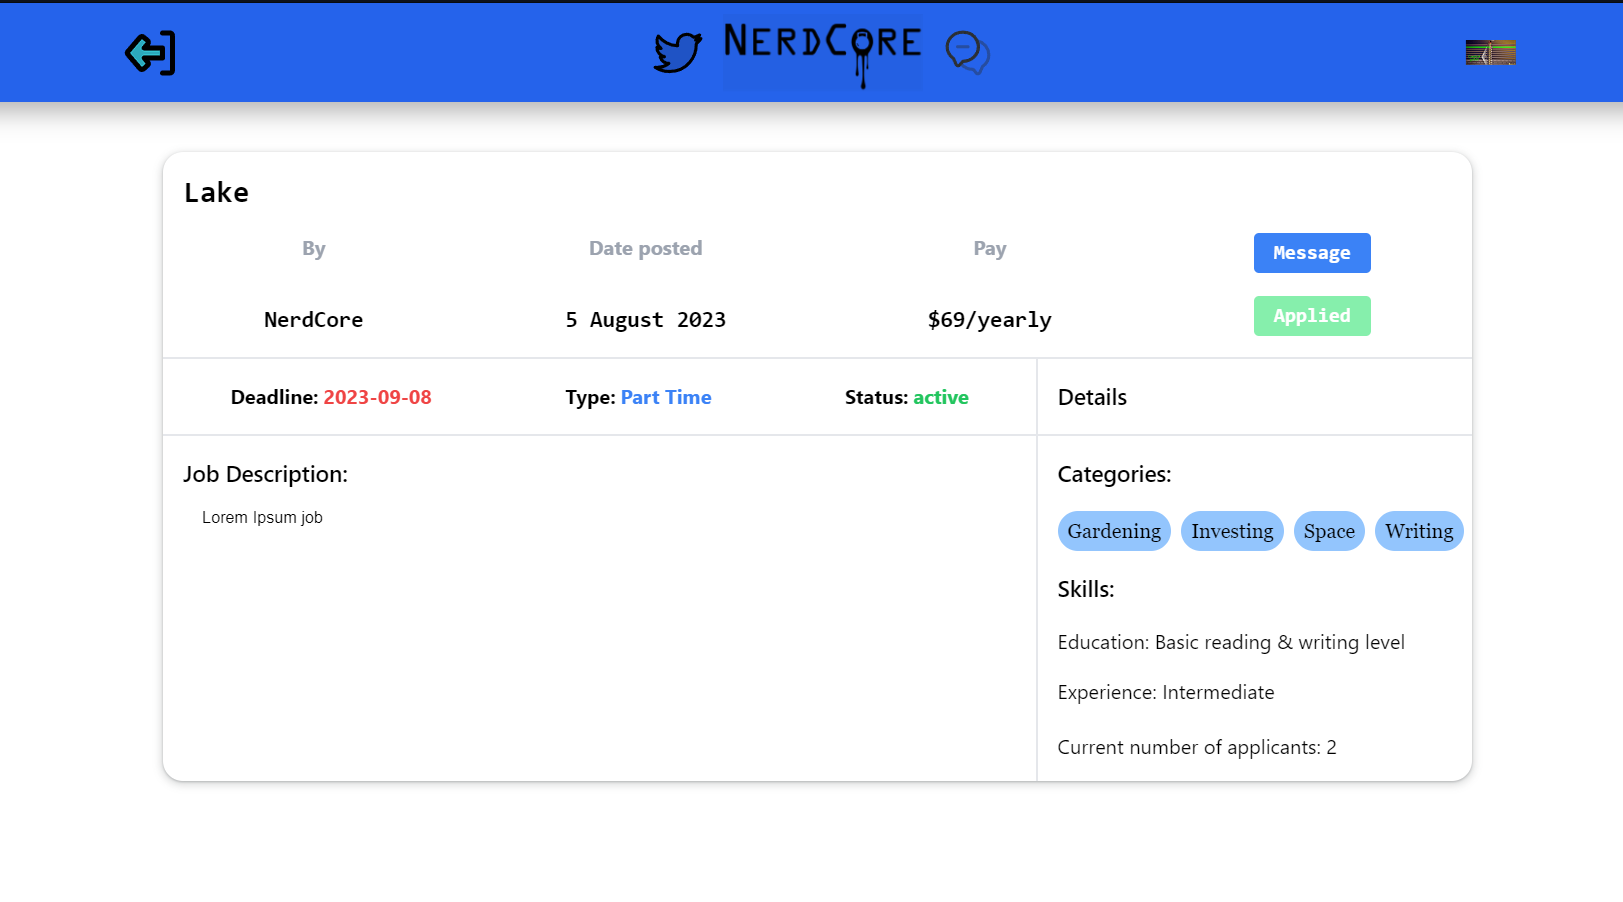 NERDCORE
Lake
By Date posted Pay Message
NerdCore 5 August 2023 $69/yearly Applied
Deadline: 2023-09-08 Type: Part Time Status: active Details
Job Description:
Lorem Ipsum job
Categories:
Gardening Investing Space Writing
Skills:
Education: Basic reading & writing level
Experience: Intermediate
Current number of applicants: 2